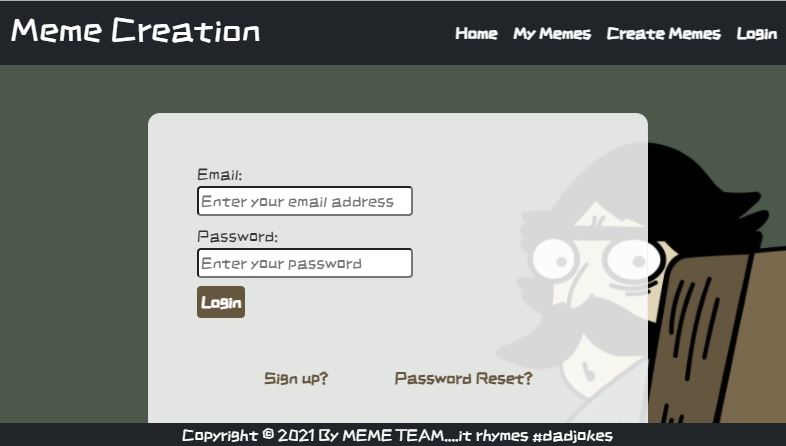 Meme Creation
Home My Memes Create Memes Login
Email:
Enter your email address
Password:
Enter your password
Login
Sign up? Password Reset?
Copyright © 2021 By MEME TEAM....it rhymes #dadjokes